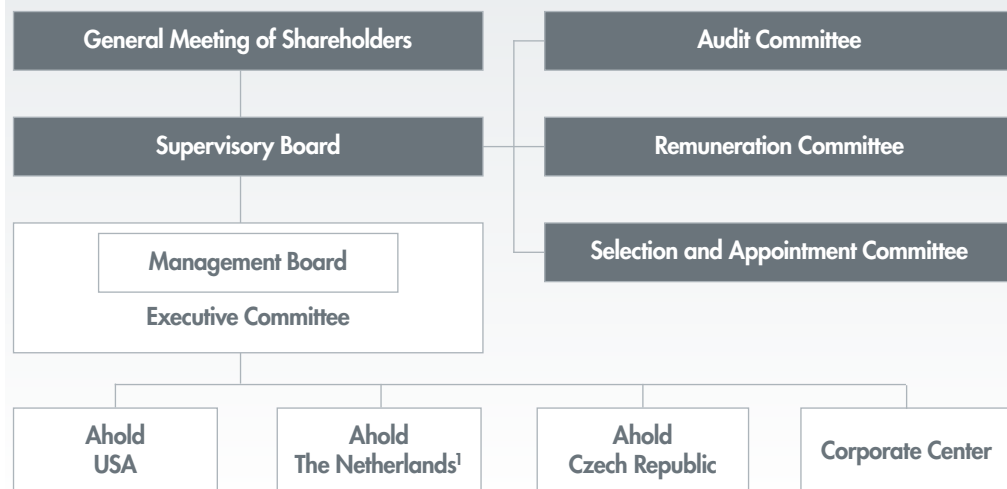 General Meeting of Shareholders
Audit Committee
Supervisory Board
Remuneration Committee
Management Board
Executive Committee
Selection and Appointment Committee
Ahold
USA
Ahold
The Netherlands¹
Ahold
Czech Republic
Corporate Center